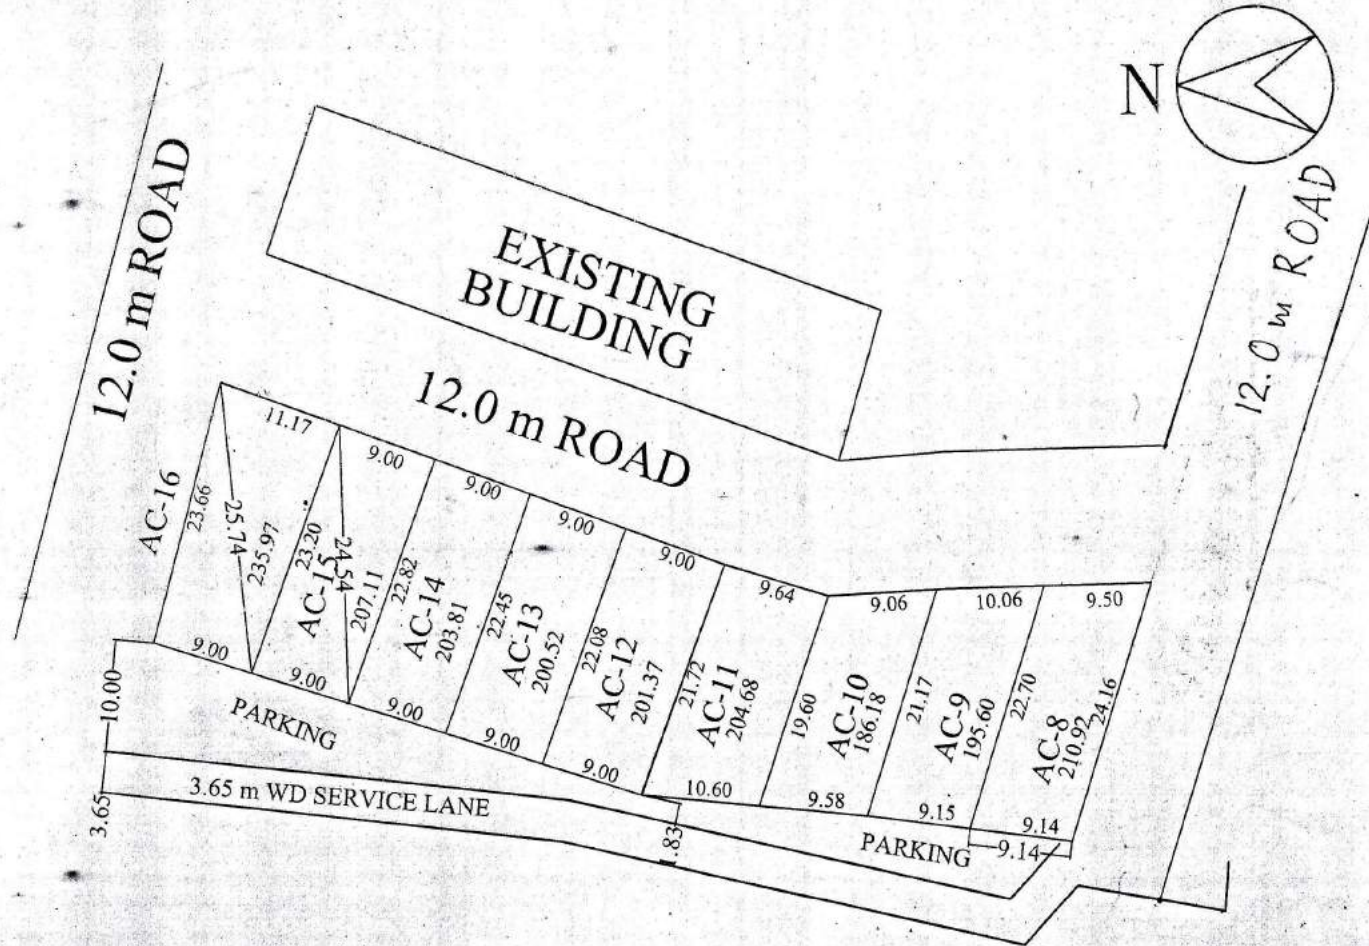 N
12.0 m ROAD
12.0 m ROAD
EXISTING
BUILDING
12.0 m ROAD
11.17
9.00
9.00
9.00
9.00
9.64
9.06
10.06
9.50
AC-16
23.66
25.74
235.97
23.20
AC-15
24.54
207.11
22.82
AC-14
203.81
22.45
AC-13
200.52
22.08
AC-12
201.37
21.72
AC-11
204.68
19.60
AC-10
186.18
21.17
AC-9
195.60
22.70
AC-8
210.92
24.16
9.00
9.00
9.00
9.00
9.00
10.60
9.58
9.15
9.14
9.14
10.00
PARKING
3.65 m WD SERVICE LANE
3.65
1.83
PARKING